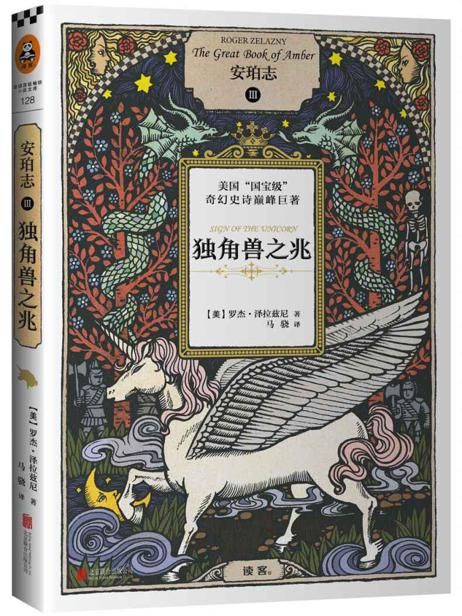 ROGER ZELAZNY
The Great Book of Amber
安珀志
III
美国“国宝级”
奇幻史诗巅峰巨著
SIGN OF THE UNICORN
独角兽之兆
【美】罗杰·泽拉兹尼 著
马骁 译
读客®
128
安珀志
III
独角兽之兆
【美】罗杰·泽拉兹尼 著
马骁 译